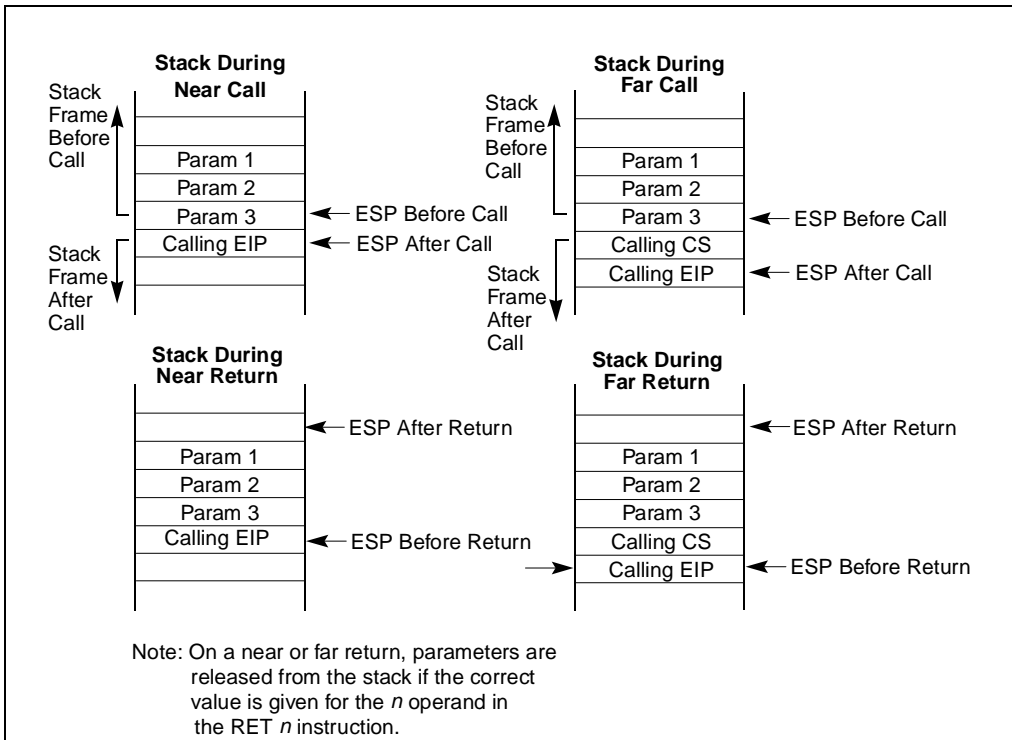 Stack During
Near Call
Stack
Frame
Before
Call
Param 1
Param 2
Param 3
ESP Before Call
Calling EIP
ESP After Call
Stack
Frame
After
Call
Stack During
Far Call
Stack
Frame
Before
Call
Param 1
Param 2
Param 3
ESP Before Call
Calling CS
Calling EIP
ESP After Call
Stack
Frame
After
Call
Stack During
Near Return
ESP After Return
Param 1
Param 2
Param 3
Calling EIP
ESP Before Return
Stack During
Far Return
ESP After Return
Param 1
Param 2
Param 3
Calling CS
Calling EIP
ESP Before Return
Note: On a near or far return, parameters are
released from the stack if the correct
value is given for the n operand in
the RET n instruction.